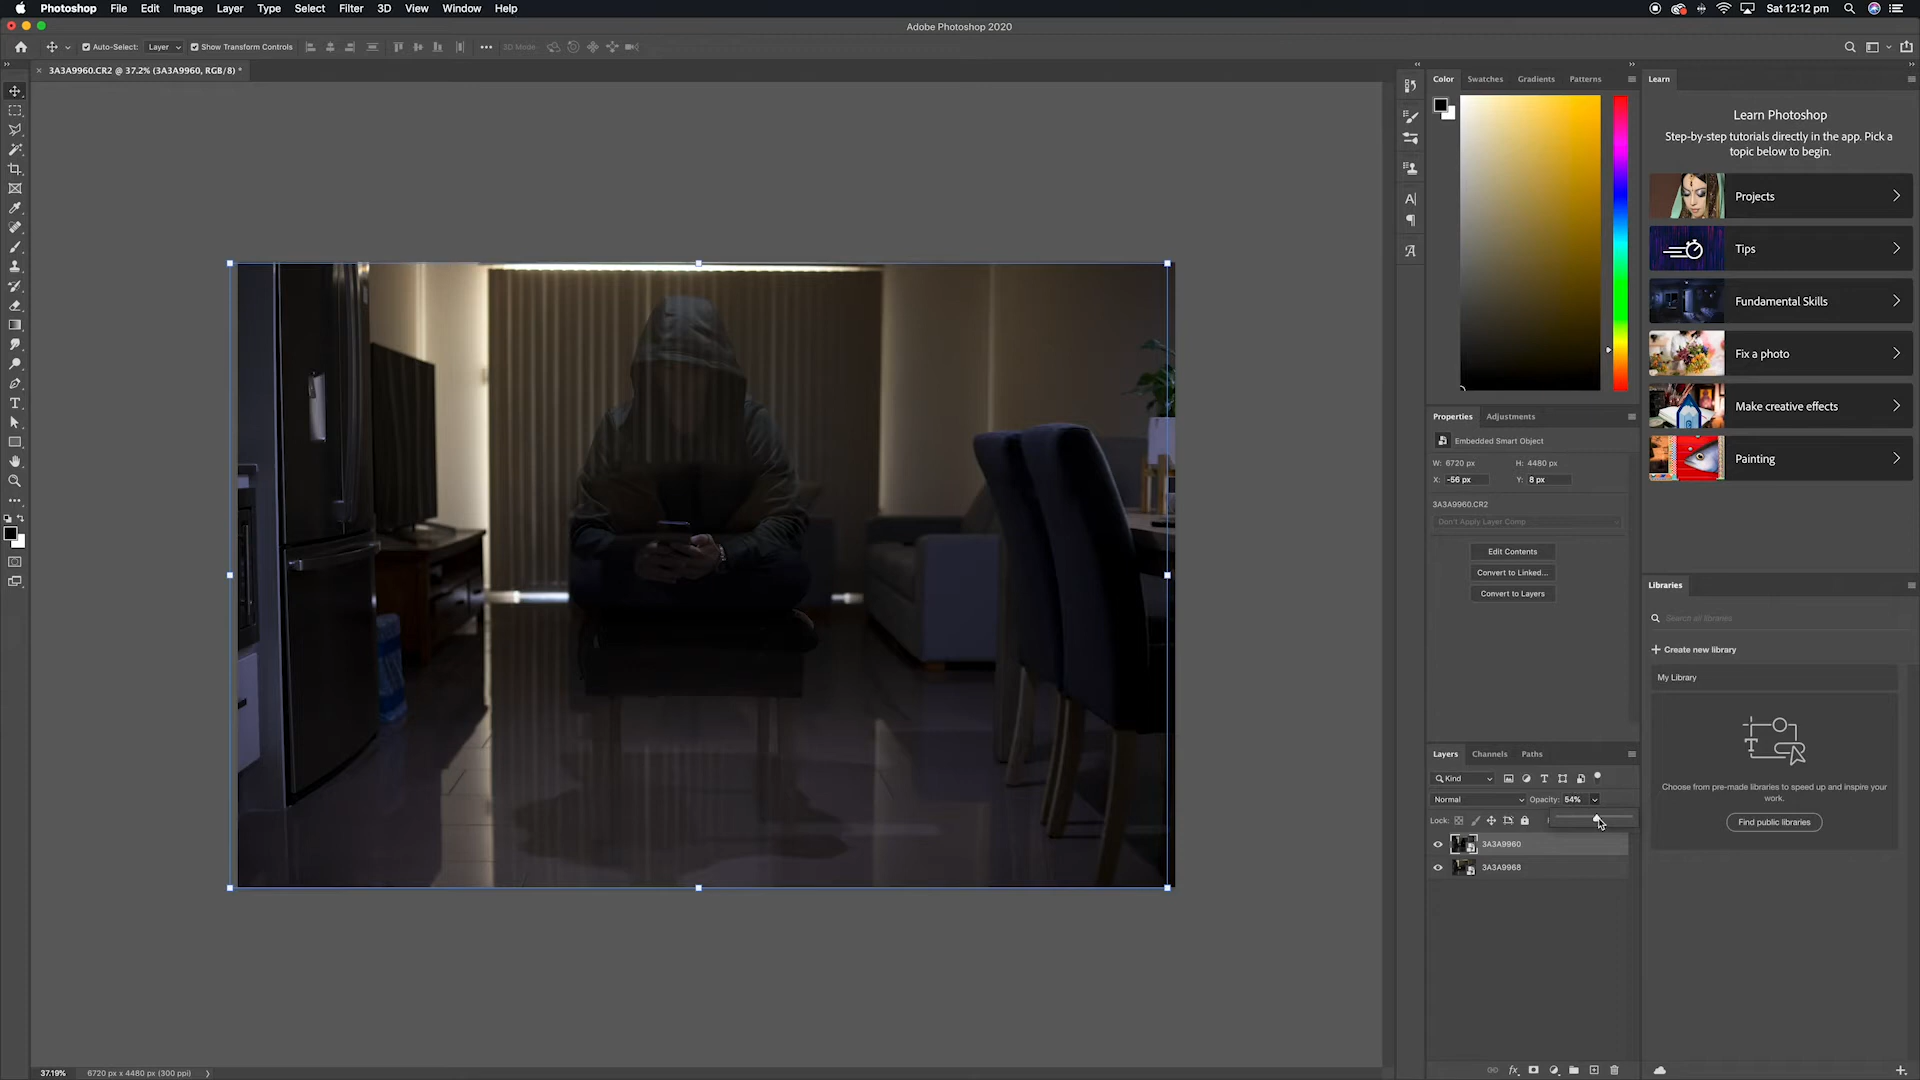 Photoshop File Edit Image Layer Type Select Filter 3D View Window Help Sat 12:12 pm
Adobe Photoshop 2020
Auto-Select: Layer Show Transform Controls 3D Mode
3A3A9960.CR2 @ 37.2% (3A3A9960, RGB/8) *
Color Swatches Gradients Patterns
Learn
Learn Photoshop
Step-by-step tutorials directly in the app. Pick a
topic below to begin.
Projects
Tips
Fundamental Skills
Fix a photo
Make creative effects
Painting
Properties Adjustments
Embedded Smart Object
W: 6720 px H: 4480 px
X: -56 px Y: 8 px
3A3A9960.CR2
Don't Apply Layer Comp
Edit Contents
Convert to Linked...
Convert to Layers
Libraries
Search all libraries
+ Create new library
My Library
Choose from pre-made libraries to speed up and inspire your
work.
Find public libraries
Layers Channels Paths
Kind
Normal Opacity: 54%
Lock:
3A3A9960
3A3A9968
fx
37.19% 6720 px x 4480 px (300 ppi)